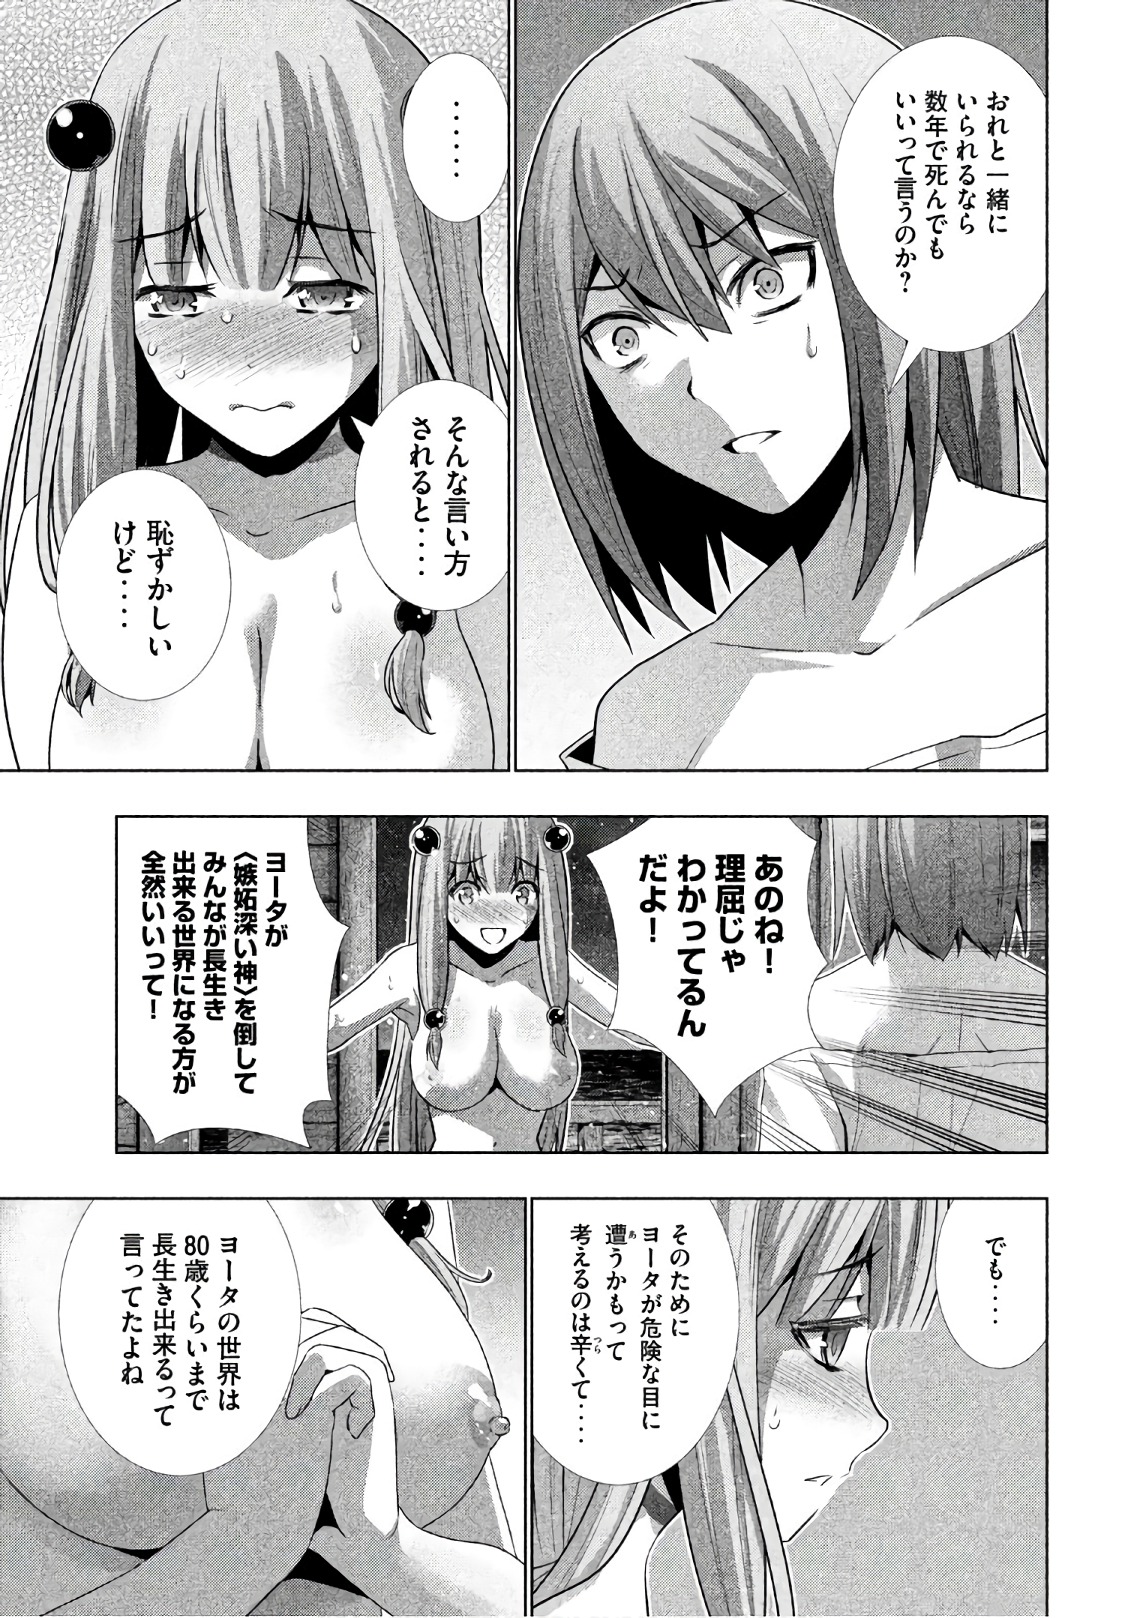 おれと一緒に
いられるなら
数年で死んでも
いいって言うのか？
・・・・・・
そんな言い方
されると・・・・
恥ずかしい
けど・・・・
あのね！
理屈じゃ
わかってるん
だよ！
ヨータが
〈嫉妬深い神〉を倒して
みんなが長生き
出来る世界になる方が
全然いいって！
でも・・・・
そのために
ヨータが危険な目に
遭うかもって
あ
考えるのは辛くて・・・・
つら
ヨータの世界は
80歳くらいまで
長生き出来るって
言ってたよね